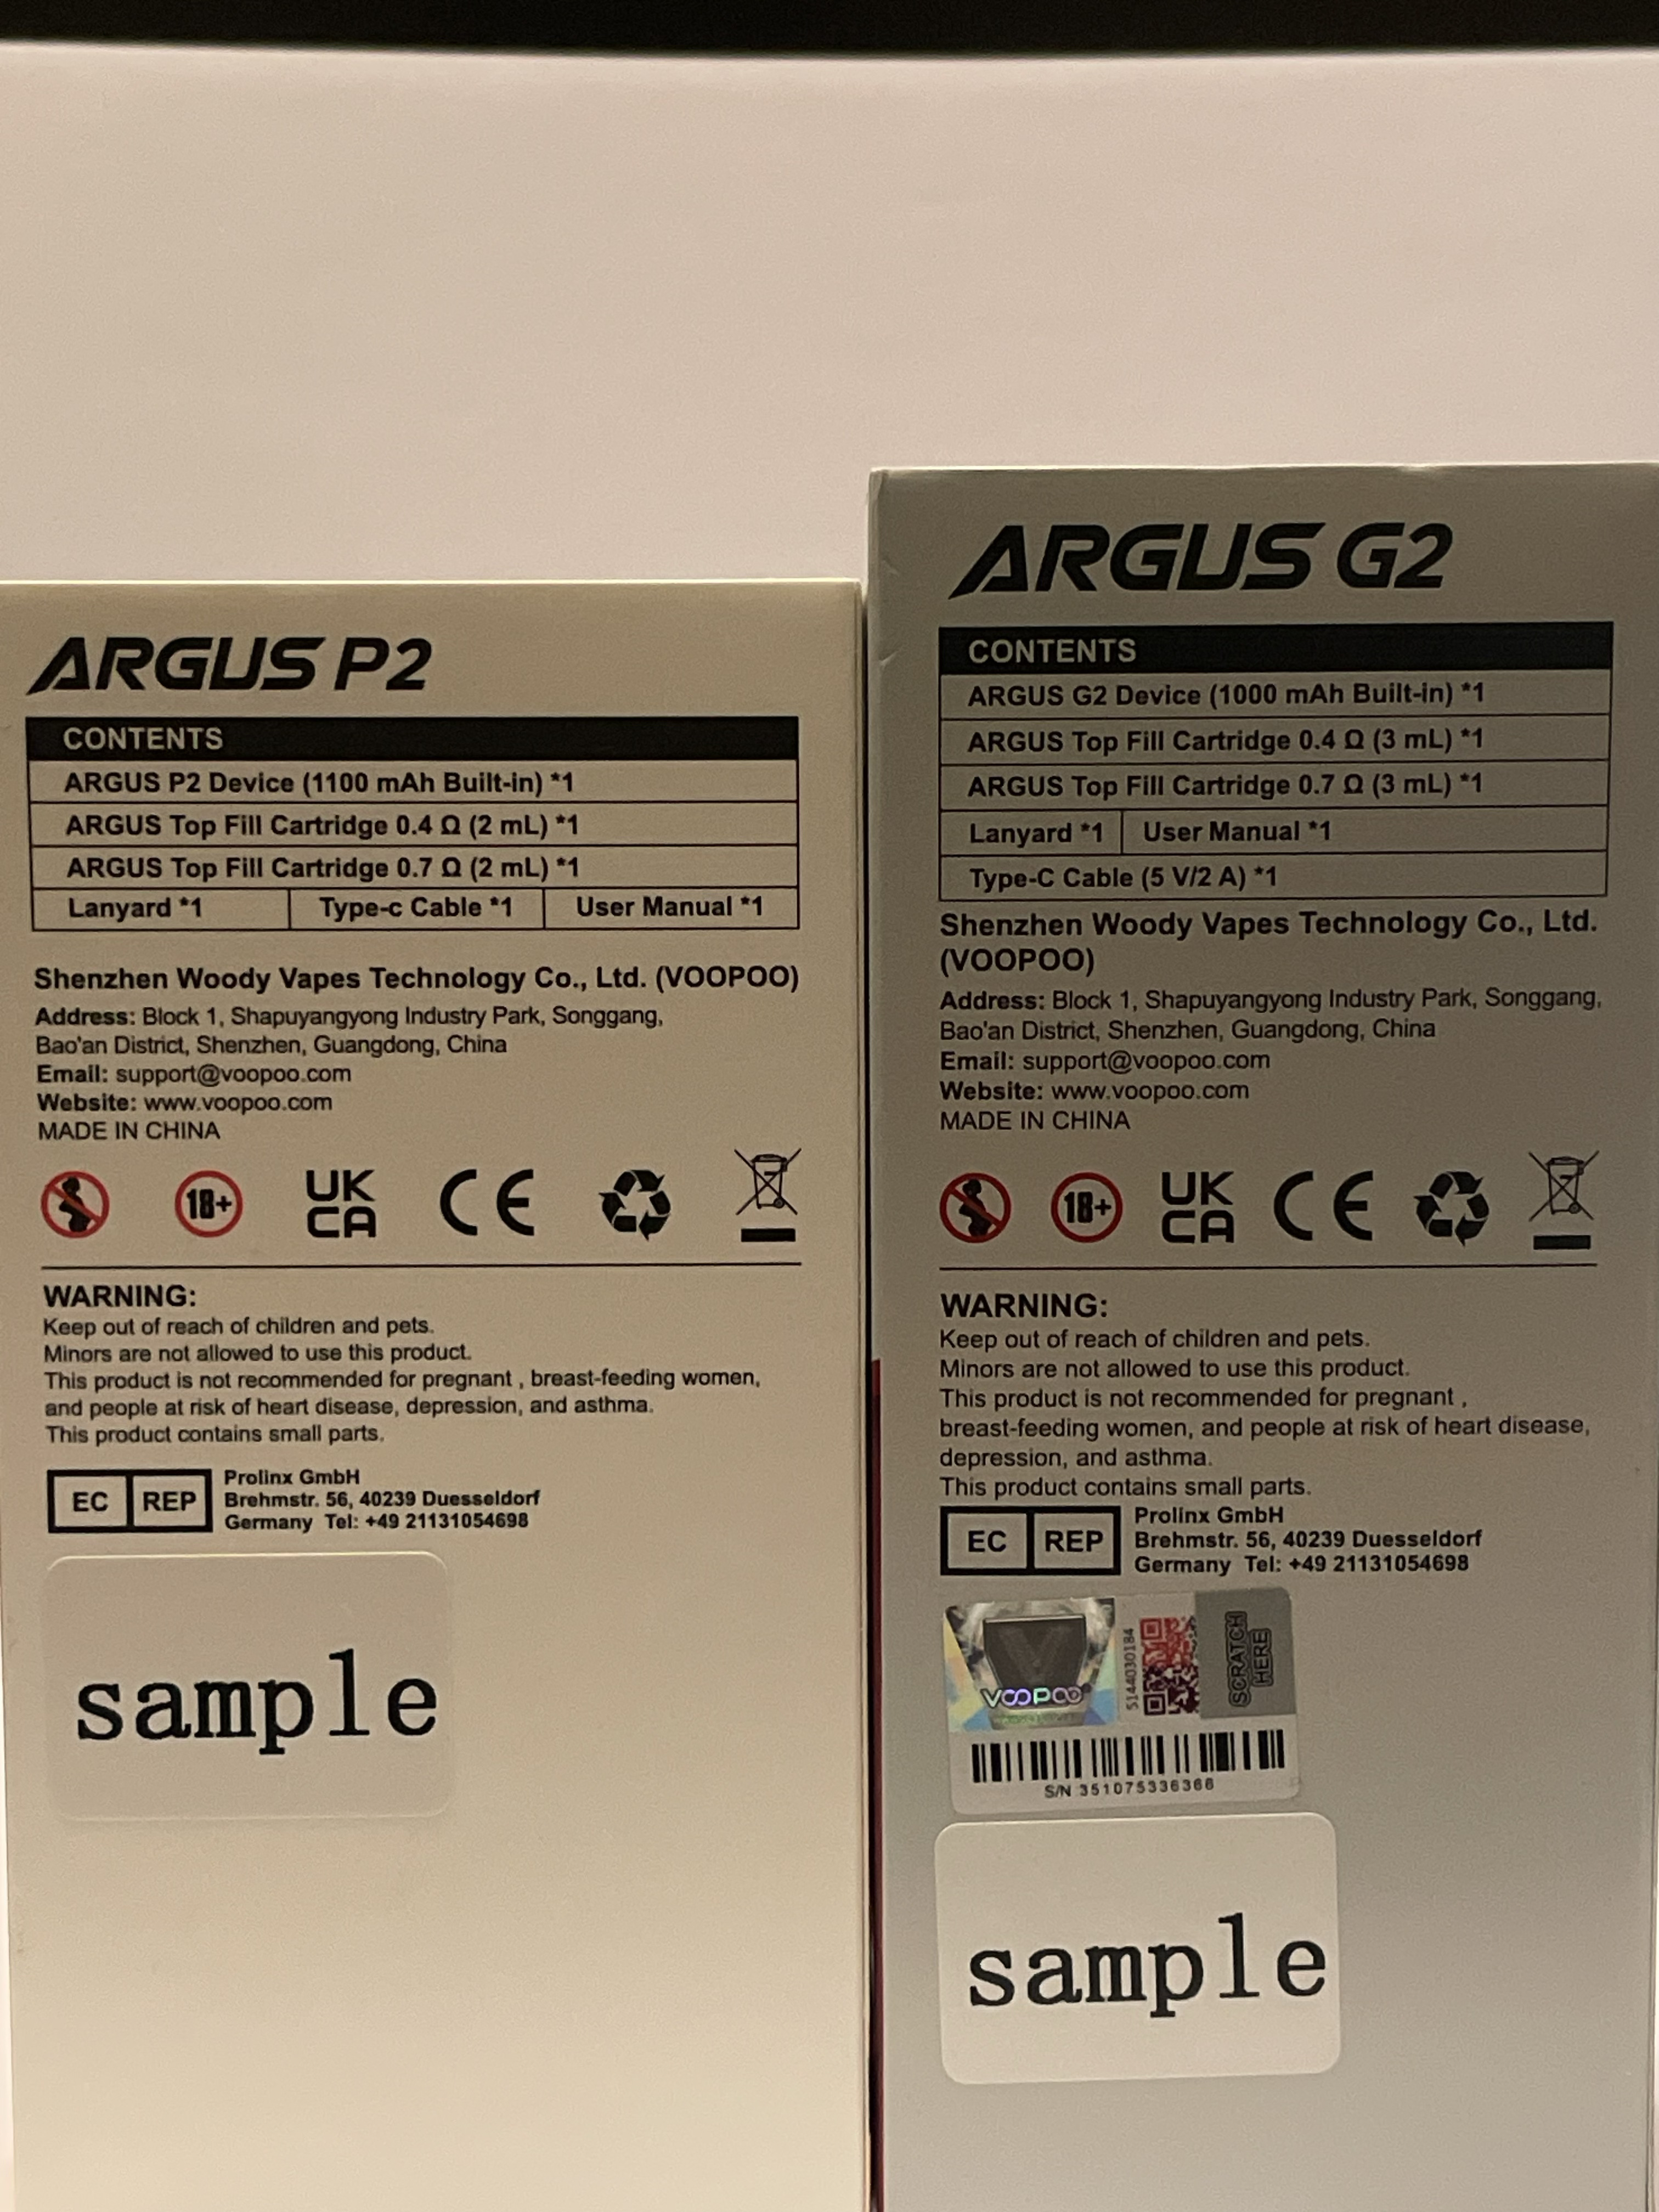 ARGUS P2
CONTENTS
ARGUS P2 Device (1100 mAh Built-in) *1
ARGUS Top Fill Cartridge 0.4 Ω (2 mL) *1
ARGUS Top Fill Cartridge 0.7 Ω (2 mL) *1
Lanyard *1 Type-c Cable *1 User Manual *1
Shenzhen Woody Vapes Technology Co., Ltd. (VOOPOO)
Address: Block 1, Shapuyangyong Industry Park, Songgang,
Bao'an District, Shenzhen, Guangdong, China
Email: support@voopoo.com
Website: www.voopoo.com
MADE IN CHINA
18+ UK CA CE
WARNING:
Keep out of reach of children and pets.
Minors are not allowed to use this product.
This product is not recommended for pregnant , breast-feeding women,
and people at risk of heart disease, depression, and asthma.
This product contains small parts.
EC REP
Prolinx GmbH
Brehmstr. 56, 40239 Duesseldorf
Germany Tel: +49 21131054698
sample
ARGUS G2
CONTENTS
ARGUS G2 Device (1000 mAh Built-in) *1
ARGUS Top Fill Cartridge 0.4 Ω (3 mL) *1
ARGUS Top Fill Cartridge 0.7 Ω (3 mL) *1
Lanyard *1 User Manual *1
Type-C Cable (5 V/2 A) *1
Shenzhen Woody Vapes Technology Co., Ltd.
(VOOPOO)
Address: Block 1, Shapuyangyong Industry Park, Songgang,
Bao'an District, Shenzhen, Guangdong, China
Email: support@voopoo.com
Website: www.voopoo.com
MADE IN CHINA
18+ UK CA CE
WARNING:
Keep out of reach of children and pets.
Minors are not allowed to use this product.
This product is not recommended for pregnant ,
breast-feeding women, and people at risk of heart disease,
depression, and asthma.
This product contains small parts.
EC REP
Prolinx GmbH
Brehmstr. 56, 40239 Duesseldorf
Germany Tel: +49 21131054698
VOOPOO
5144030184
SCRATCH
HERE
S/N 351075336366
sample